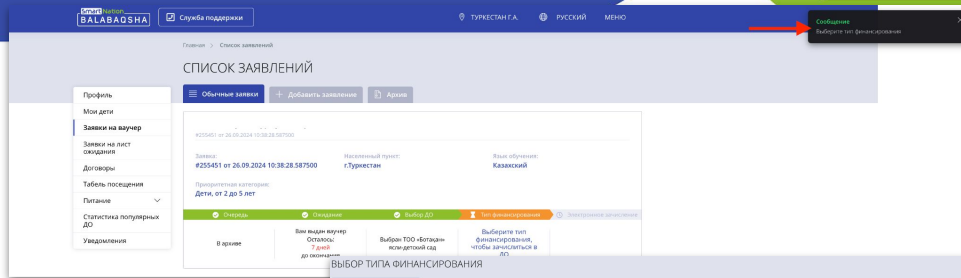 Smart Nation
BALABAQSHA
Служба поддержки
ТУРКЕСТАН Г.А.
РУССКИЙ
МЕНЮ
Сообщение
Выберите тип финансирования
Главная > Список заявлений
СПИСОК ЗАЯВЛЕНИЙ
Обычные заявки
+ Добавить заявление
Архив
Профиль
Мои дети
Заявки на ваучер
Заявки на лист
ожидания
Договоры
Табель посещения
Питание
Статистика популярных
ДО
Уведомления
#255451 от 26.09.2024 10:38:28.587500
Заявка:
#255451 от 26.09.2024 10:38:28.587500
Населенный пункт:
г.Туркестан
Язык обучения:
Казахский
Приоритетная категория:
Дети, от 2 до 5 лет
Очередь
Ожидание
Выбор ДО
Тип финансирования
Электронное зачисление
В архиве
Вам выдан ваучер
Осталось:
7 дней
до окончания
Выбран ТОО «Ботакан»
ясли-детский сад
Выберите тип
финансирования,
чтобы зачислиться в
ДО
ВЫБОР ТИПА ФИНАНСИРОВАНИЯ